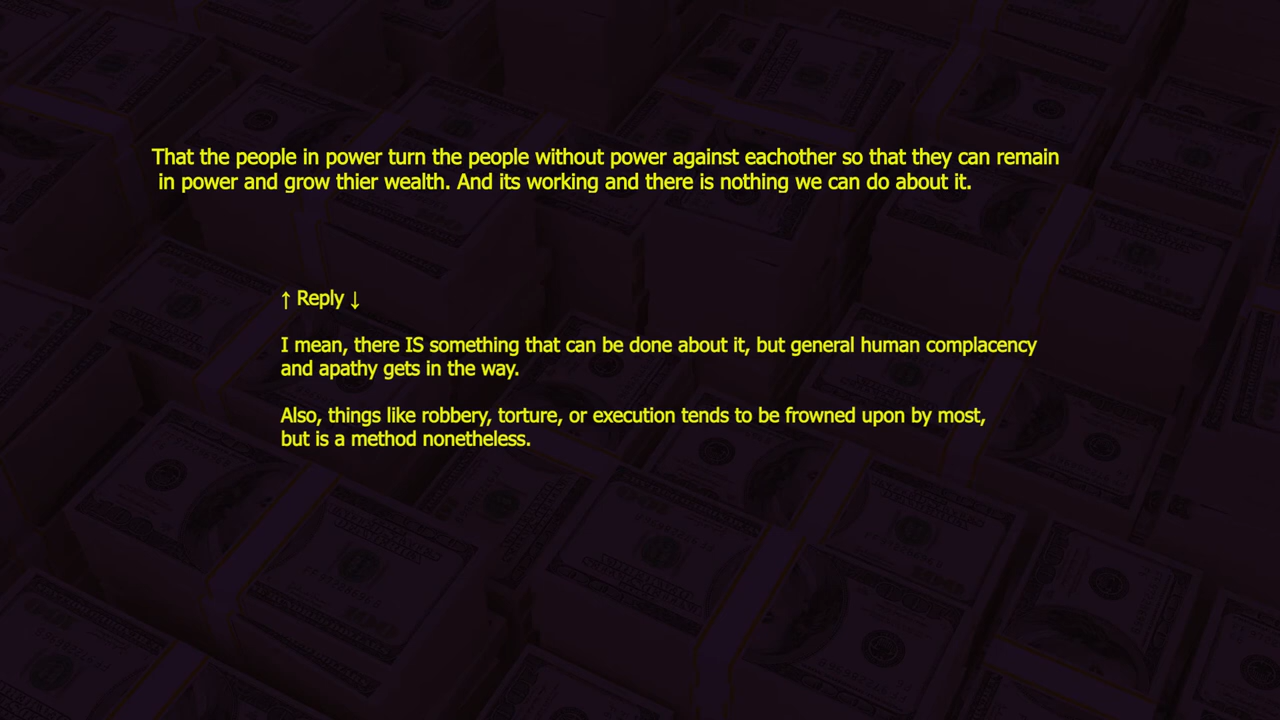 That the people in power turn the people without power against eachother so that they can remain
in power and grow thier wealth. And its working and there is nothing we can do about it.
↑ Reply ↓
I mean, there IS something that can be done about it, but general human complacency
and apathy gets in the way.
Also, things like robbery, torture, or execution tends to be frowned upon by most,
but is a method nonetheless.